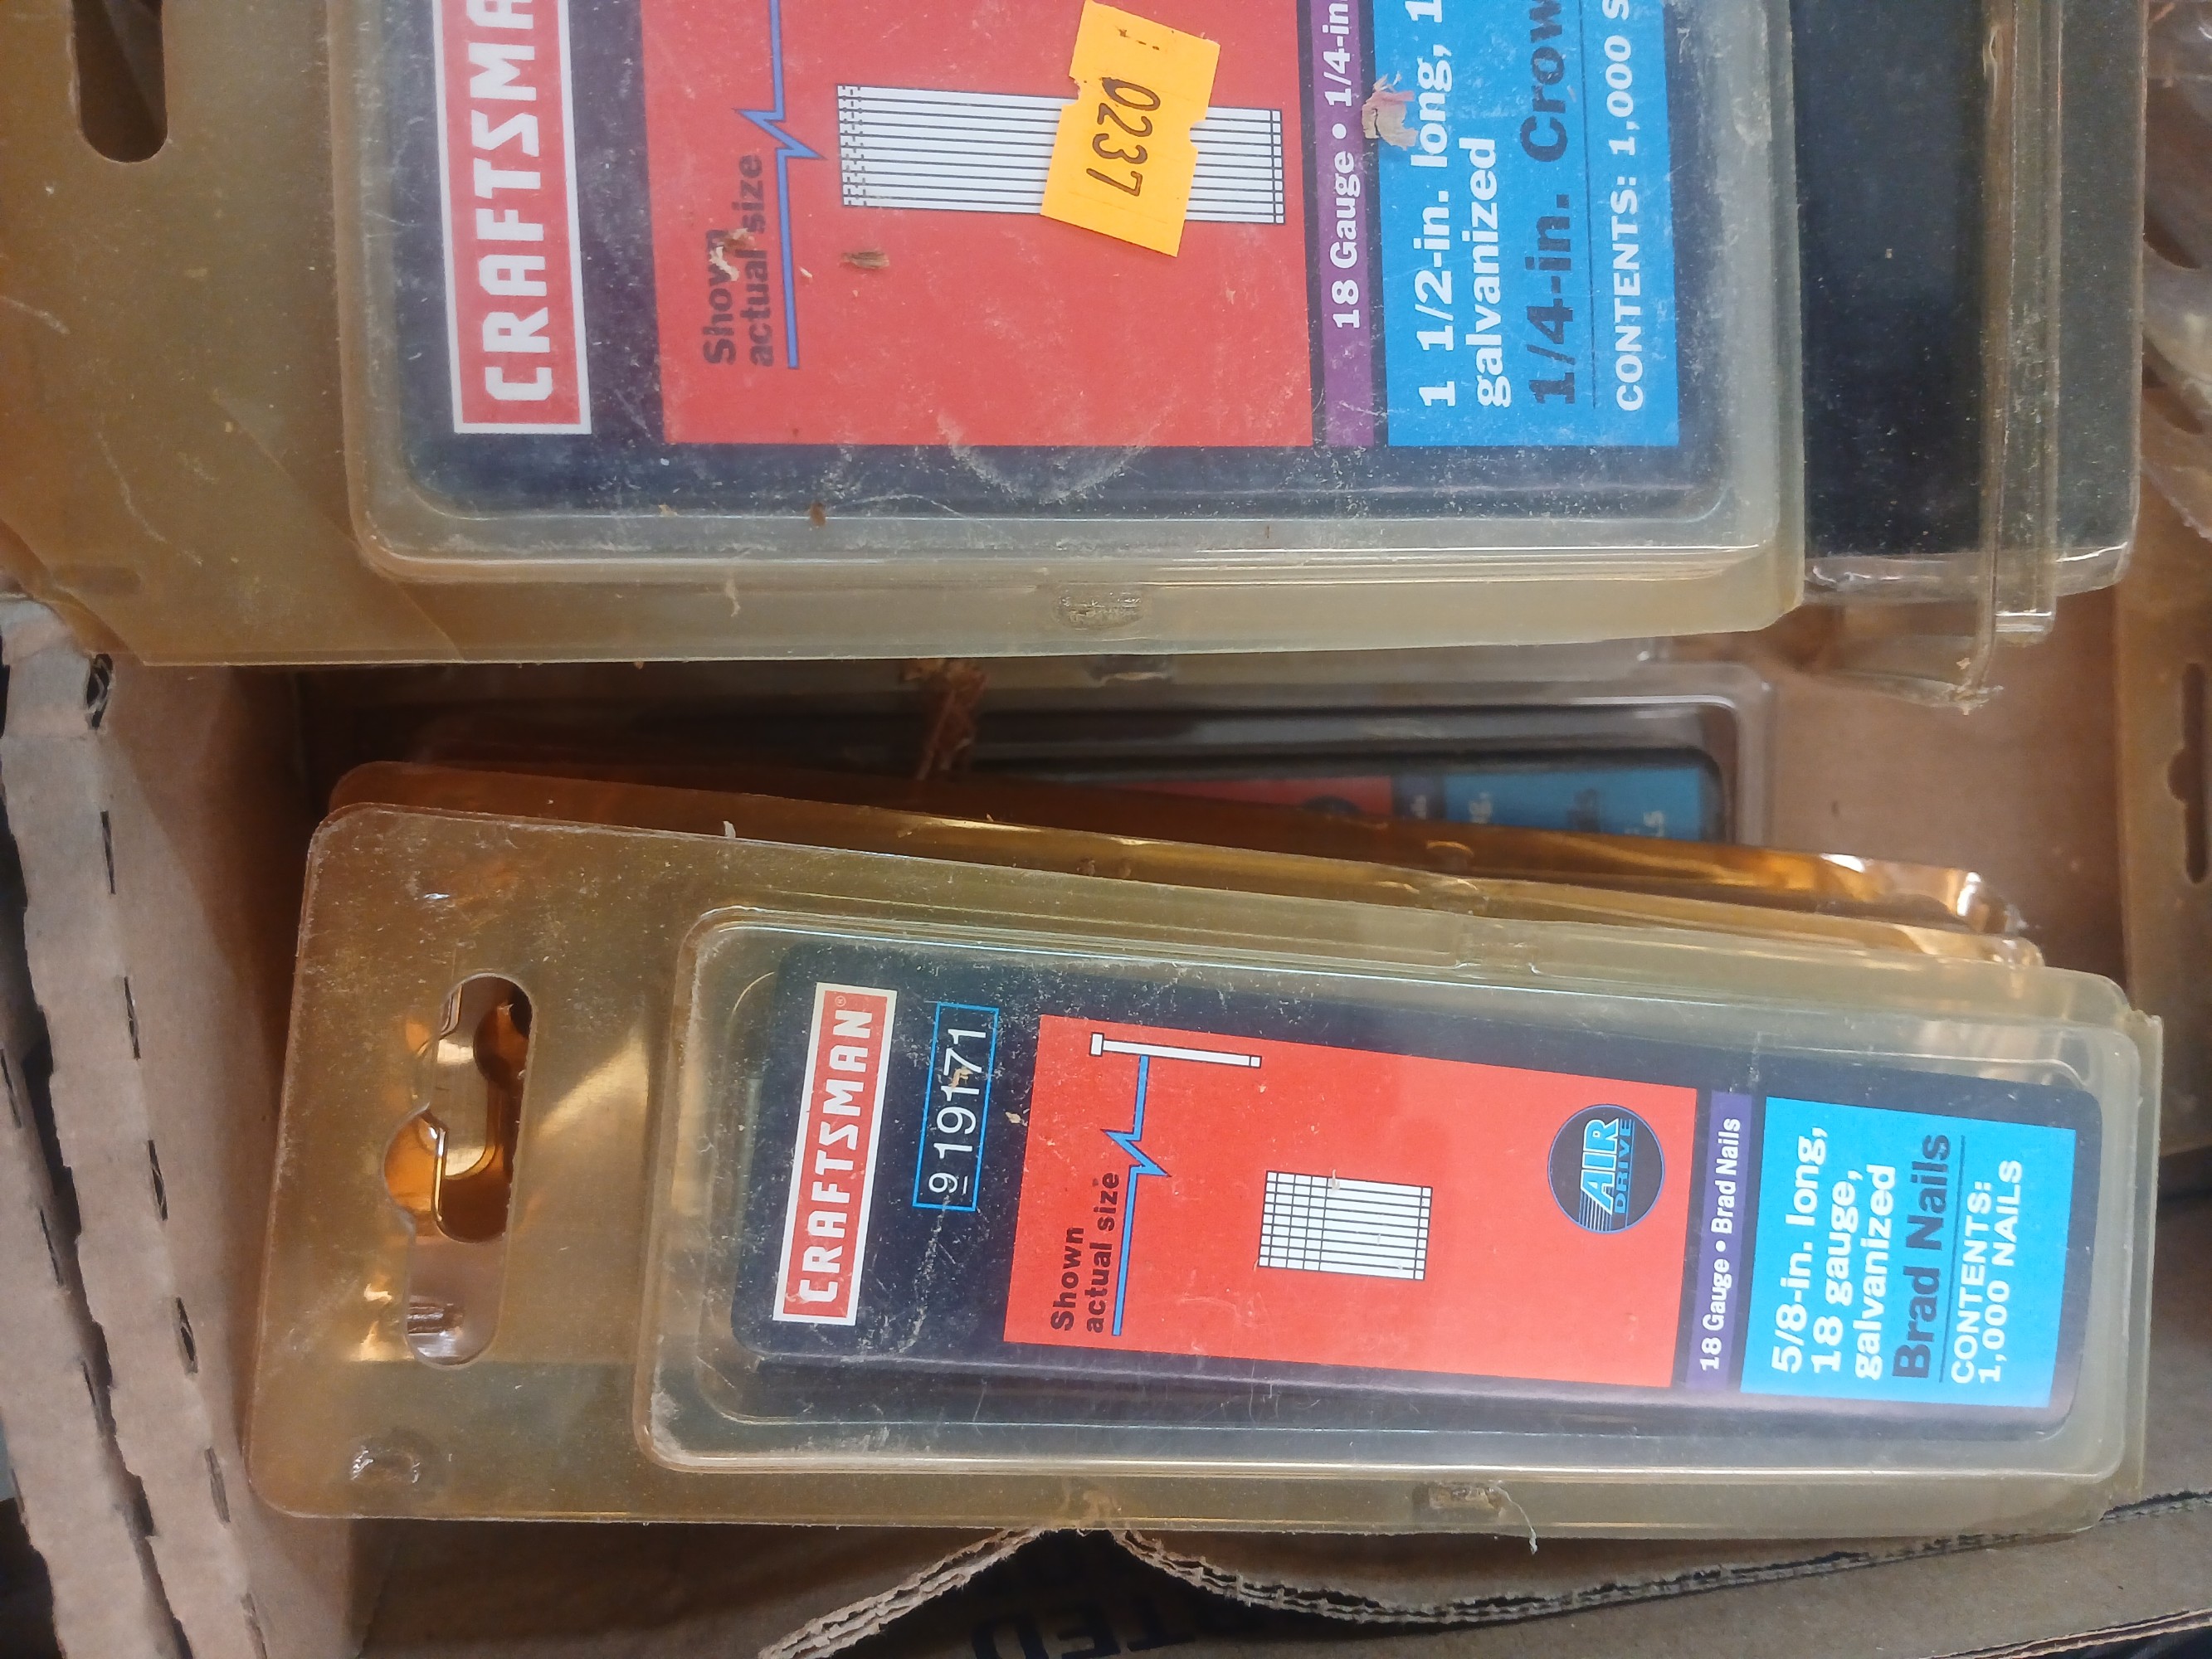 CRAFTSMA
Shown
actual size
0237
18 Gauge • 1/4-in.
1 1/2-in. long, 1
galvanized
1/4-in. Crow
CONTENTS: 1,000 S
CRAFTSMAN®
9 19171
Shown
actual size
AIR
DRIVE
18 Gauge • Brad Nails
5/8-in. long,
18 gauge,
galvanized
Brad Nails
CONTENTS:
1,000 NAILS